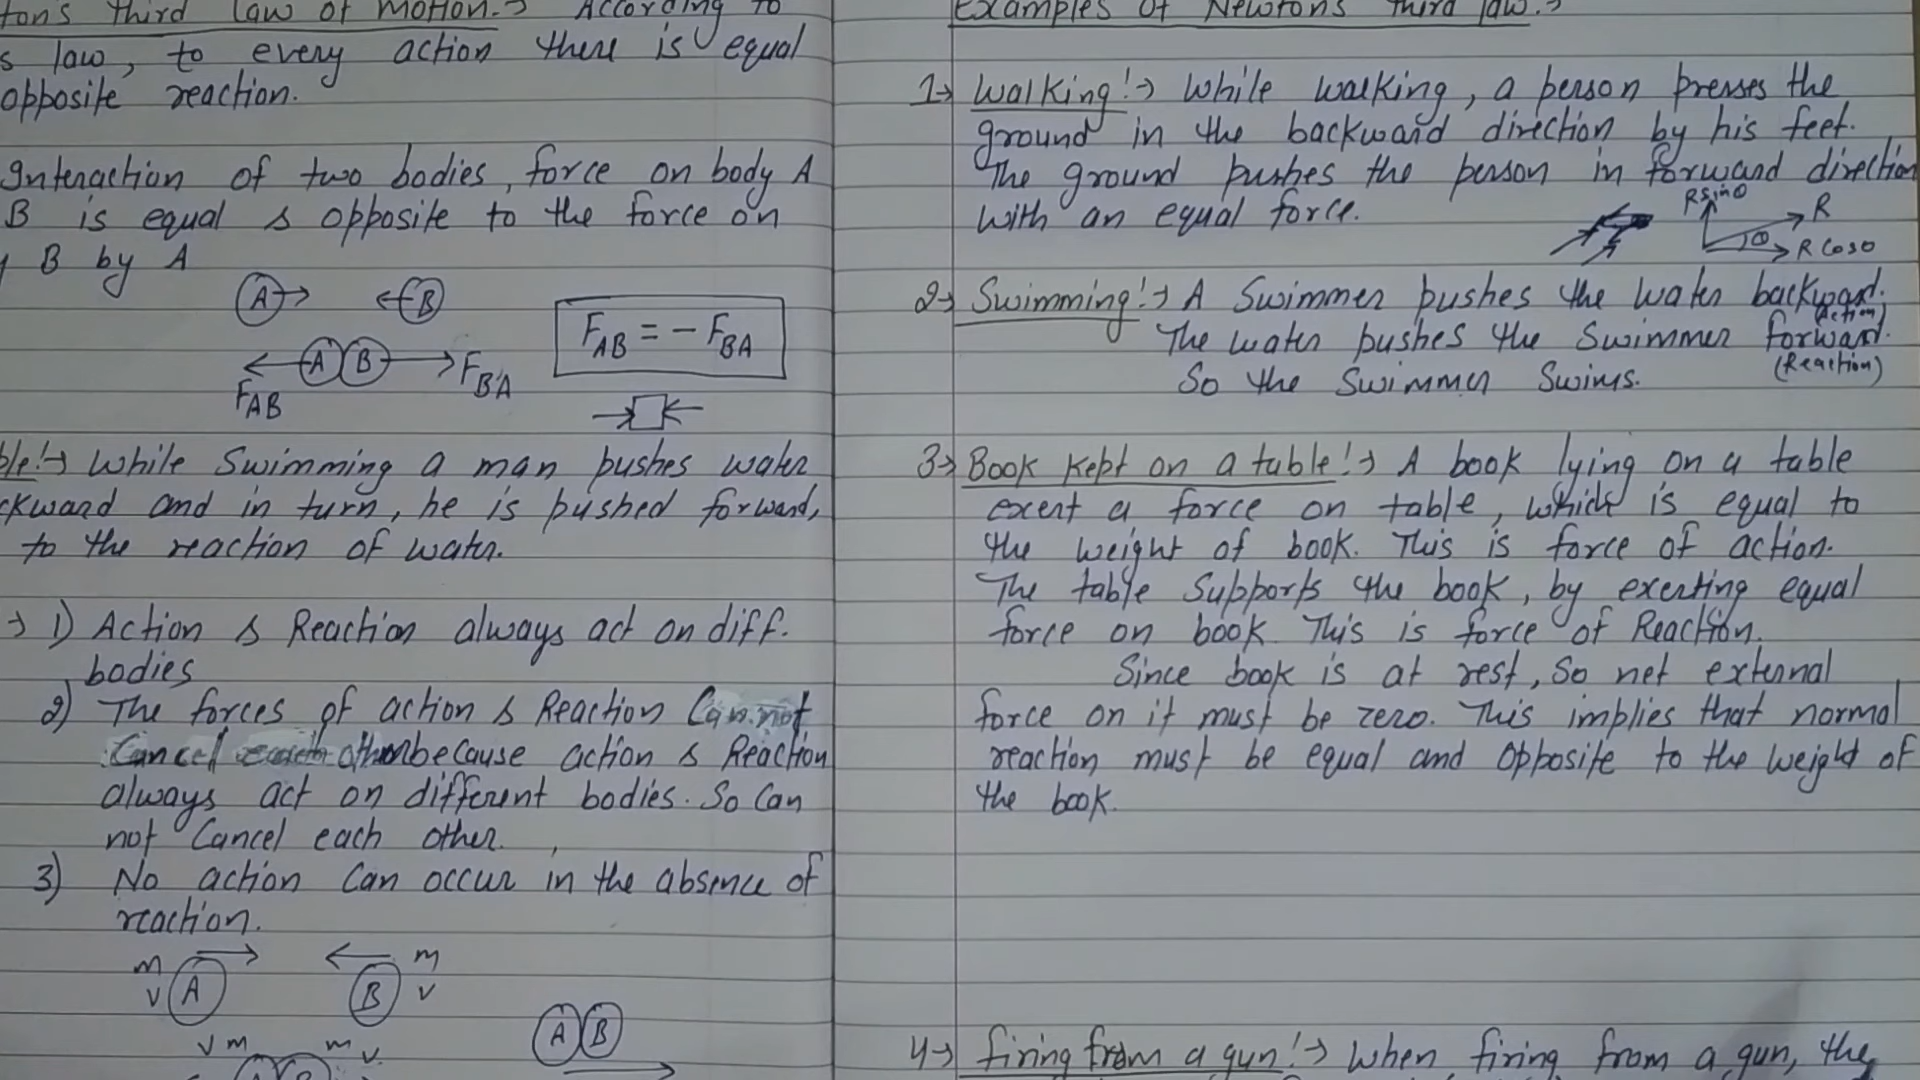 tons third law of motion.→ According to
s law, to every action there is equal
opposite reaction.
Interaction of two bodies, force on body A
B is equal & opposite to the force on
B by A
A→ ←B
F_AB = - F_BA
← A B →
F_AB F_BA
ble!→ While Swimming a man pushes water
ckward and in turn, he is pushed forward,
to the reaction of water.
→ 1) Action & Reaction always act on diff.
bodies
2) The forces of action & Reaction Can not
Cancel each other because action & Reaction
always act on different bodies. So Can
not Cancel each other.
3) No action Can occur in the absence of
reaction.
m m
v A B v
A B
v m m v
Examples of Newtons third law.→
1→ Walking!→ While walking, a person presses the
ground in the backward direction by his feet.
The ground pushes the person in forward direction
with an equal force.
R Sinθ
R
θ
R Cosθ
2→ Swimming!→ A Swimmer pushes the water backward.
(Action)
The water pushes the Swimmer forward.
(Reaction)
So the Swimmer Swims.
3→ Book kept on a table!→ A book lying on a table
exert a force on table, which is equal to
the weight of book. This is force of action.
The table Supports the book, by exerting equal
force on book. This is force of Reaction.
Since book is at rest, So net external
force on it must be zero. This implies that normal
reaction must be equal and opposite to the weight of
the book.
4→ firing from a gun!→ When firing from a gun, the